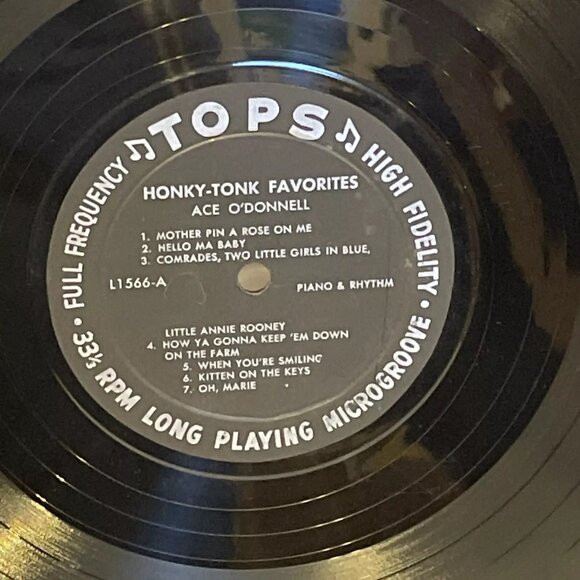 TOPS
FULL FREQUENCY
HIGH FIDELITY
HONKY-TONK FAVORITES
ACE O'DONNELL
1. MOTHER PIN A ROSE ON ME
2. HELLO MA BABY
3. COMRADES, TWO LITTLE GIRLS IN BLUE,
L1566-A
PIANO & RHYTHM
LITTLE ANNIE ROONEY
4. HOW YA GONNA KEEP 'EM DOWN
ON THE FARM
5. WHEN YOU'RE SMILING
6. KITTEN ON THE KEYS
7. OH, MARIE
• 33⅓ RPM LONG PLAYING MICROGROOVE •